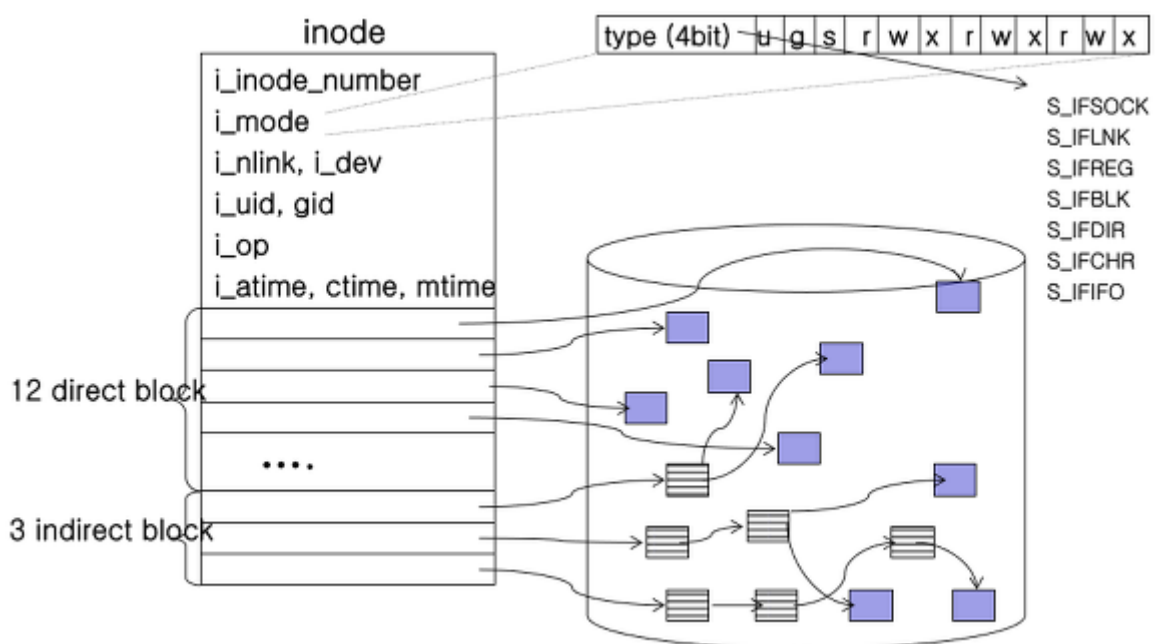 inode
type (4bit) u g s r w x r w x r w x
i_inode_number
i_mode
i_nlink, i_dev
i_uid, gid
i_op
i_atime, ctime, mtime
S_IFSOCK
S_IFLNK
S_IFREG
S_IFBLK
S_IFDIR
S_IFCHR
S_IFIFO
12 direct block
....
3 indirect block